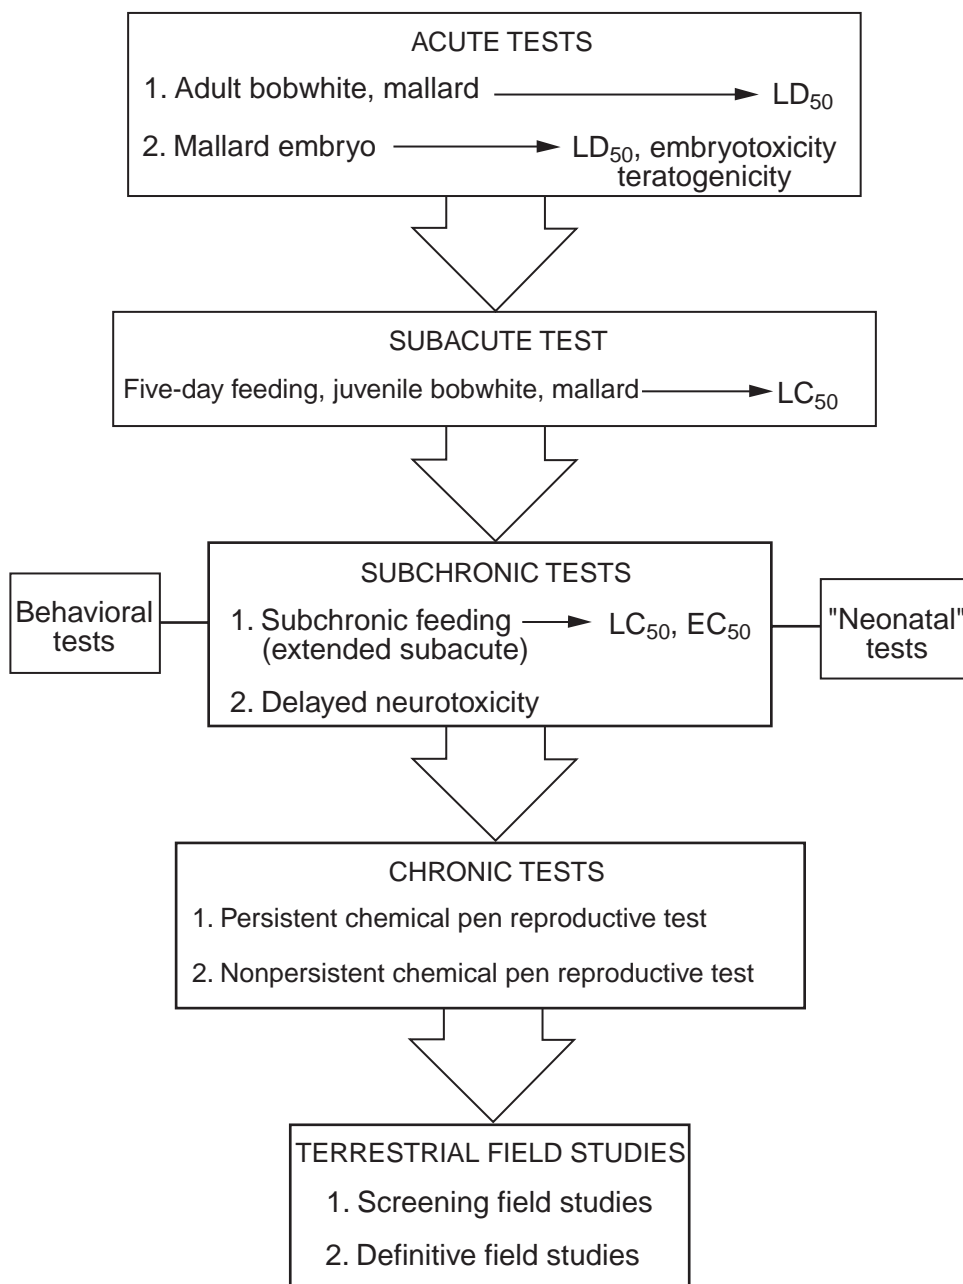 ACUTE TESTS
1. Adult bobwhite, mallard LD50
2. Mallard embryo LD50, embryotoxicity
teratogenicity
SUBACUTE TEST
Five-day feeding, juvenile bobwhite, mallard LC50
Behavioral
tests
SUBCHRONIC TESTS
1. Subchronic feeding LC50, EC50
(extended subacute)
2. Delayed neurotoxicity
"Neonatal"
tests
CHRONIC TESTS
1. Persistent chemical pen reproductive test
2. Nonpersistent chemical pen reproductive test
TERRESTRIAL FIELD STUDIES
1. Screening field studies
2. Definitive field studies